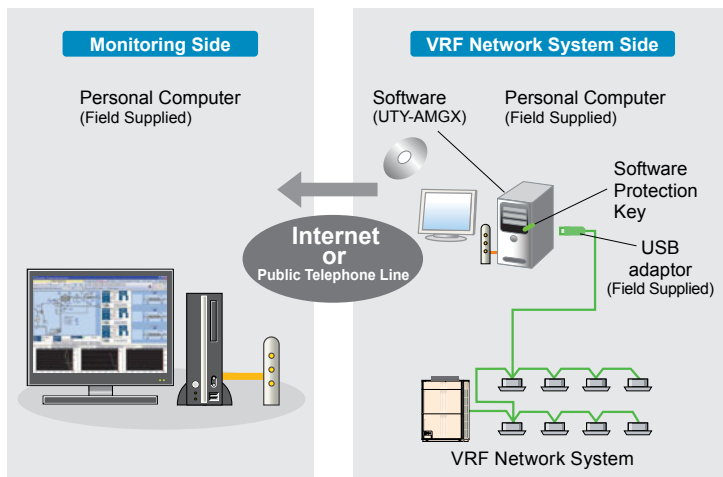 Monitoring Side
Personal Computer
(Field Supplied)
Internet
or
Public Telephone Line
VRF Network System Side
Software
(UTY-AMGX)
Personal Computer
(Field Supplied)
Software
Protection
Key
USB
adaptor
(Field Supplied)
VRF Network System